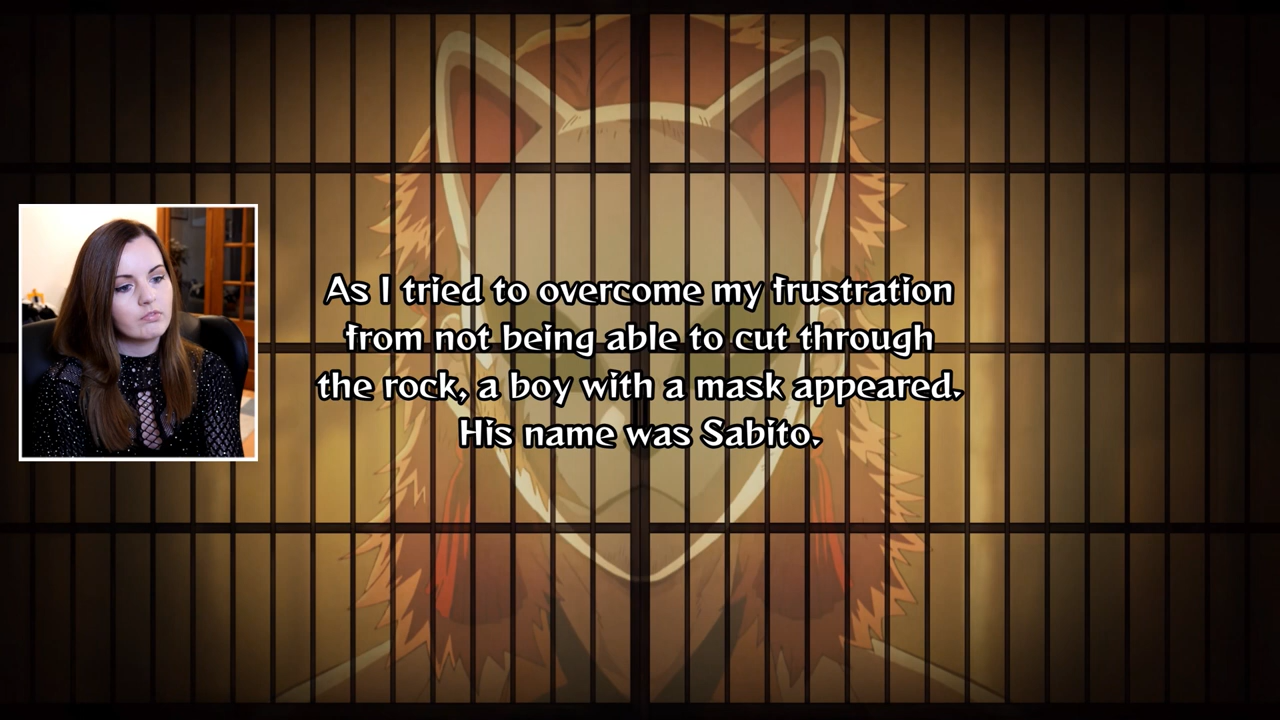 As I tried to overcome my frustration
from not being able to cut through
the rock, a boy with a mask appeared.
His name was Sabito.